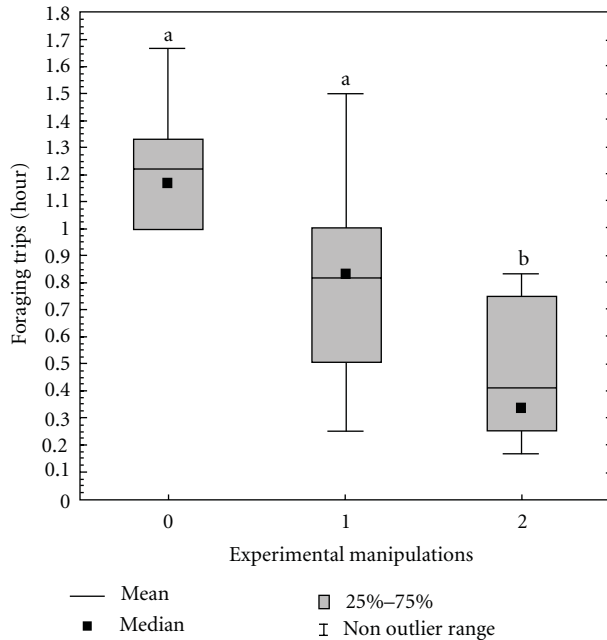 1.8
1.7
1.6
1.5
1.4
1.3
1.2
1.1
1
0.9
0.8
0.7
0.6
0.5
0.4
0.3
0.2
0.1
0
Foraging trips (hour)
a
a
b
0 1 2
Experimental manipulations
Mean
Median
25%–75%
Non outlier range